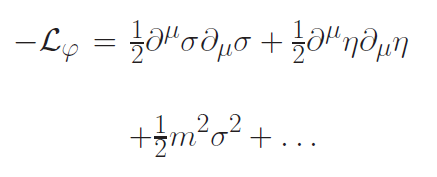 −𝓛_φ = ½∂^μσ∂_μσ + ½∂^μη∂_μη
+½m²σ² + . . .